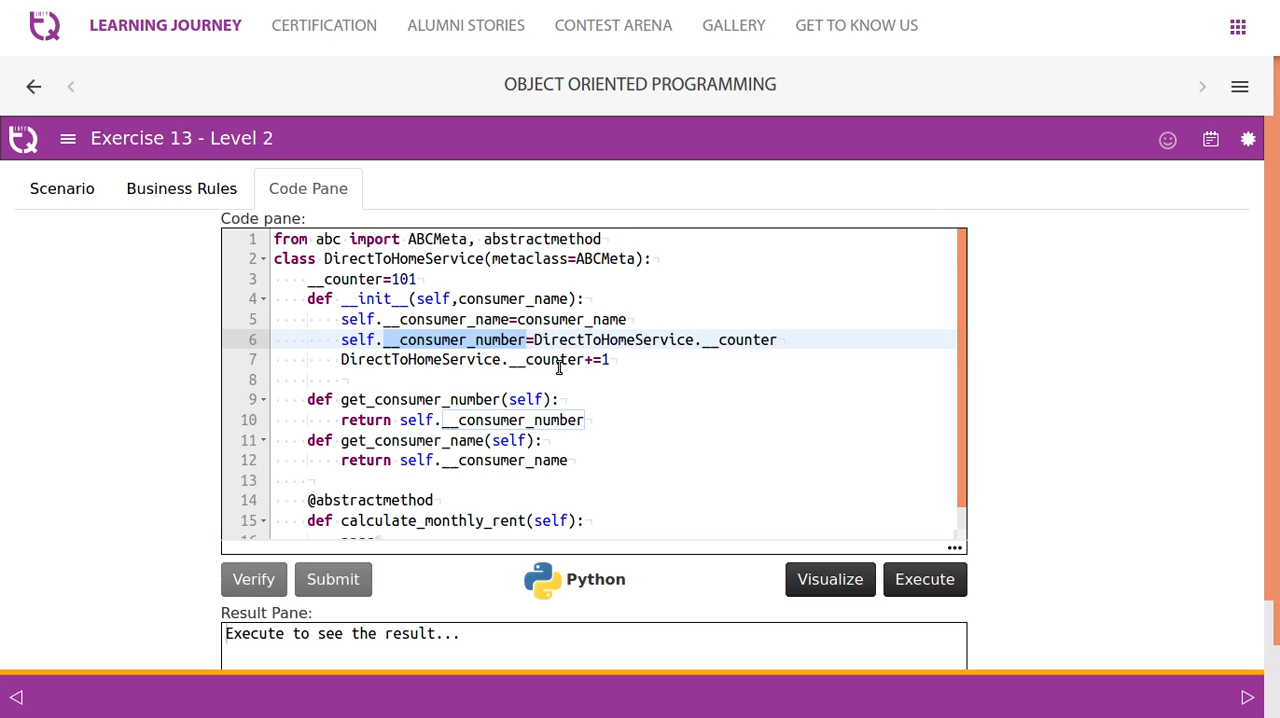 INFY
TQ
LEARNING JOURNEY CERTIFICATION ALUMNI STORIES CONTEST ARENA GALLERY GET TO KNOW US
OBJECT ORIENTED PROGRAMMING
INFY
TQ
Exercise 13 - Level 2
Scenario Business Rules Code Pane
Code pane:
1 from abc import ABCMeta, abstractmethod
2 class DirectToHomeService(metaclass=ABCMeta):
3 __counter=101
4 def __init__(self,consumer_name):
5 self.__consumer_name=consumer_name
6 self.__consumer_number=DirectToHomeService.__counter
7 DirectToHomeService.__counter+=1
8
9 def get_consumer_number(self):
10 return self.__consumer_number
11 def get_consumer_name(self):
12 return self.__consumer_name
13
14 @abstractmethod
15 def calculate_monthly_rent(self):
Verify Submit Python Visualize Execute
Result Pane:
Execute to see the result...